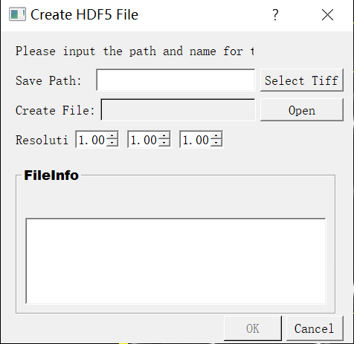 Create HDF5 File
Please input the path and name for t
Save Path: Select Tiff
Create File: Open
Resoluti 1.00 1.00 1.00
FileInfo
OK Cancel